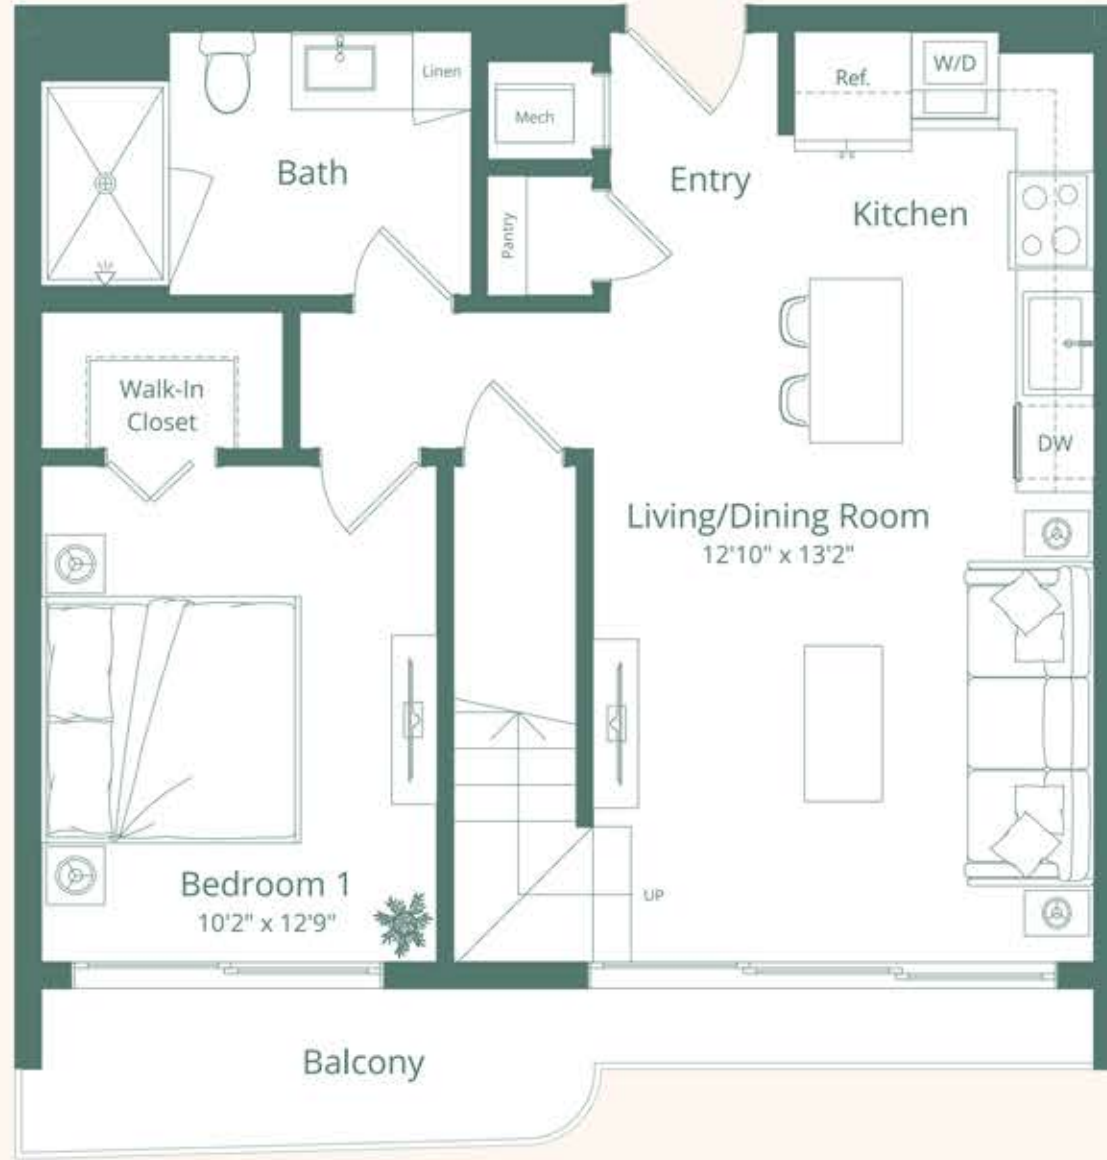 Linen
Bath
Mech
Pantry
Entry
Ref.
W/D
Kitchen
Walk-In
Closet
DW
Living/Dining Room
12'10" x 13'2"
Bedroom 1
10'2" x 12'9"
UP
Balcony